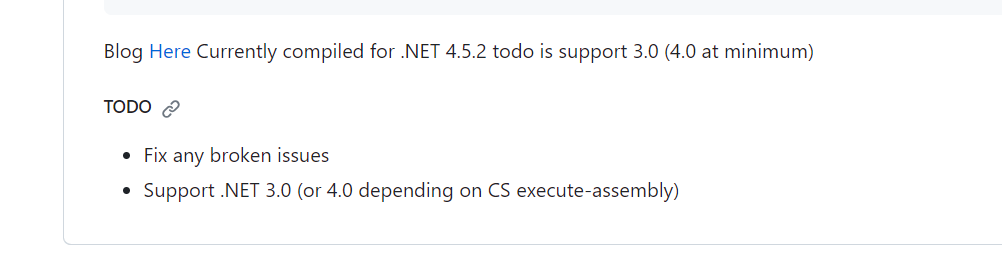 Blog Here Currently compiled for .NET 4.5.2 todo is support 3.0 (4.0 at minimum)
TODO
Fix any broken issues
Support .NET 3.0 (or 4.0 depending on CS execute-assembly)